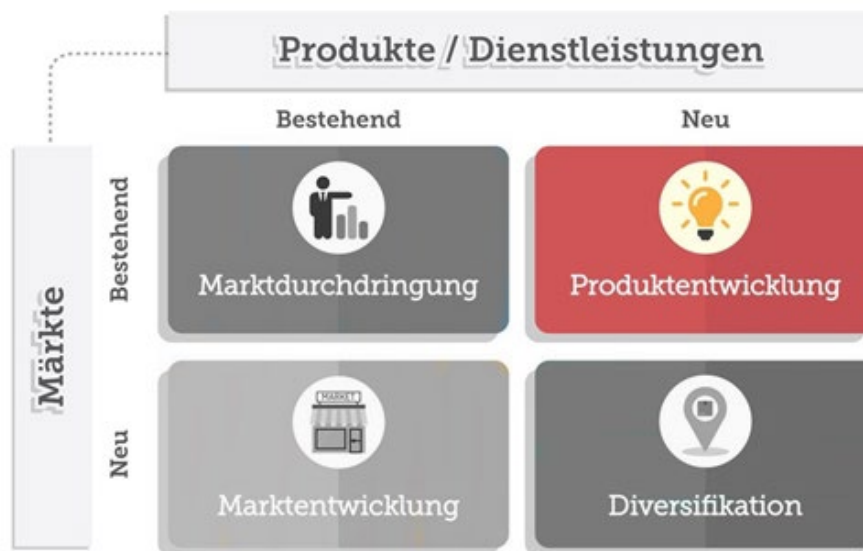 Produkte / Dienstleistungen
Bestehend
Neu
Märkte
Bestehend
Marktdurchdringung
Produktentwicklung
Neu
MARKET
Marktentwicklung
Diversifikation